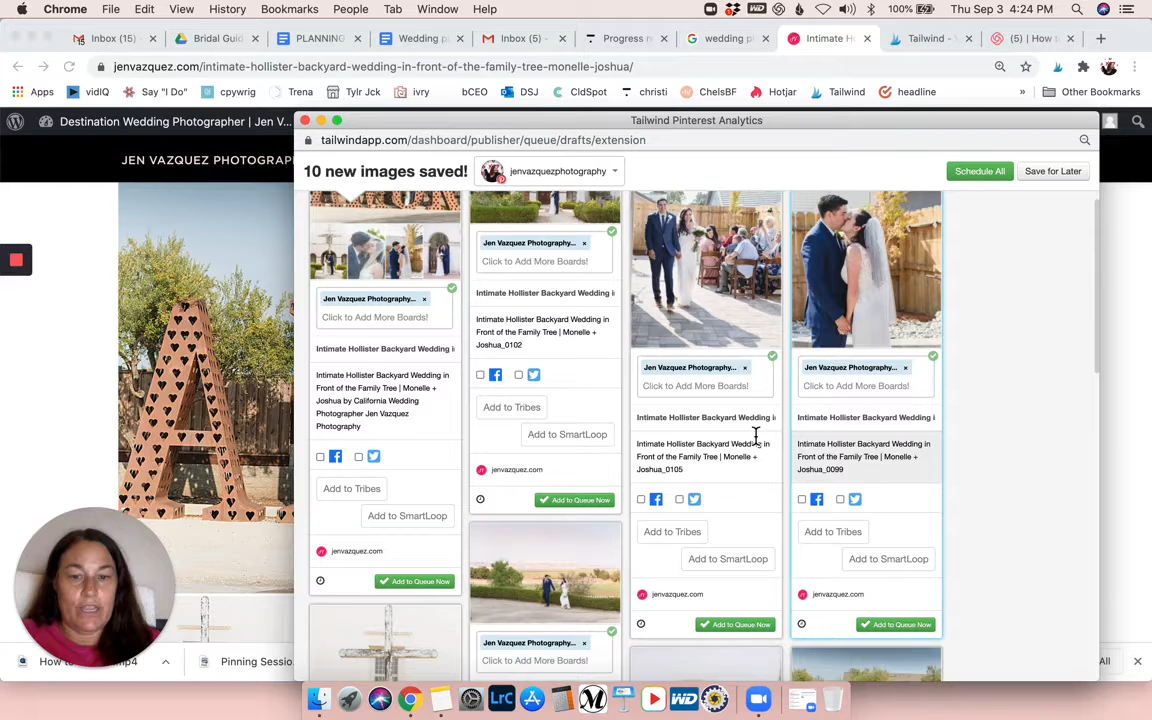 Chrome File Edit View History Bookmarks People Tab Window Help 100% Thu Sep 3 4:24 PM
Inbox (15) Bridal Gui PLANNING Wedding p Inbox (5) - Progress re wedding p Intimate H Tailwind - (5) | How t
jenvazquez.com/intimate-hollister-backyard-wedding-in-front-of-the-family-tree-monelle-joshua/
Apps vidIQ Say "I Do" cpywrig Trena Tylr Jck ivry bCEO DSJ CldSpot christi ChelsBF Hotjar Tailwind headline » Other Bookmarks
Destination Wedding Photographer | Jen V...
JEN VAZQUEZ PHOTOGRAP
Tailwind Pinterest Analytics
tailwindapp.com/dashboard/publisher/queue/drafts/extension
10 new images saved! jenvazquezphotography Schedule All Save for Later
Jen Vazquez Photography... ×
Click to Add More Boards!
Intimate Hollister Backyard Wedding i
Intimate Hollister Backyard Wedding in
Front of the Family Tree | Monelle +
Joshua by California Wedding
Photographer Jen Vazquez
Photography
Add to Tribes
Add to SmartLoop
jenvazquez.com
Add to Queue Now
Jen Vazquez Photography... ×
Click to Add More Boards!
Intimate Hollister Backyard Wedding i
Intimate Hollister Backyard Wedding in
Front of the Family Tree | Monelle +
Joshua_0102
Add to Tribes
Add to SmartLoop
jenvazquez.com
Add to Queue Now
Jen Vazquez Photography... ×
Click to Add More Boards!
Jen Vazquez Photography... ×
Click to Add More Boards!
Intimate Hollister Backyard Wedding i
Intimate Hollister Backyard Wedding in
Front of the Family Tree | Monelle +
Joshua_0105
Add to Tribes
Add to SmartLoop
jenvazquez.com
Add to Queue Now
Jen Vazquez Photography... ×
Click to Add More Boards!
Intimate Hollister Backyard Wedding i
Intimate Hollister Backyard Wedding in
Front of the Family Tree | Monelle +
Joshua_0099
Add to Tribes
Add to SmartLoop
jenvazquez.com
Add to Queue Now
Pinning Sessio
All
Lrc
WD